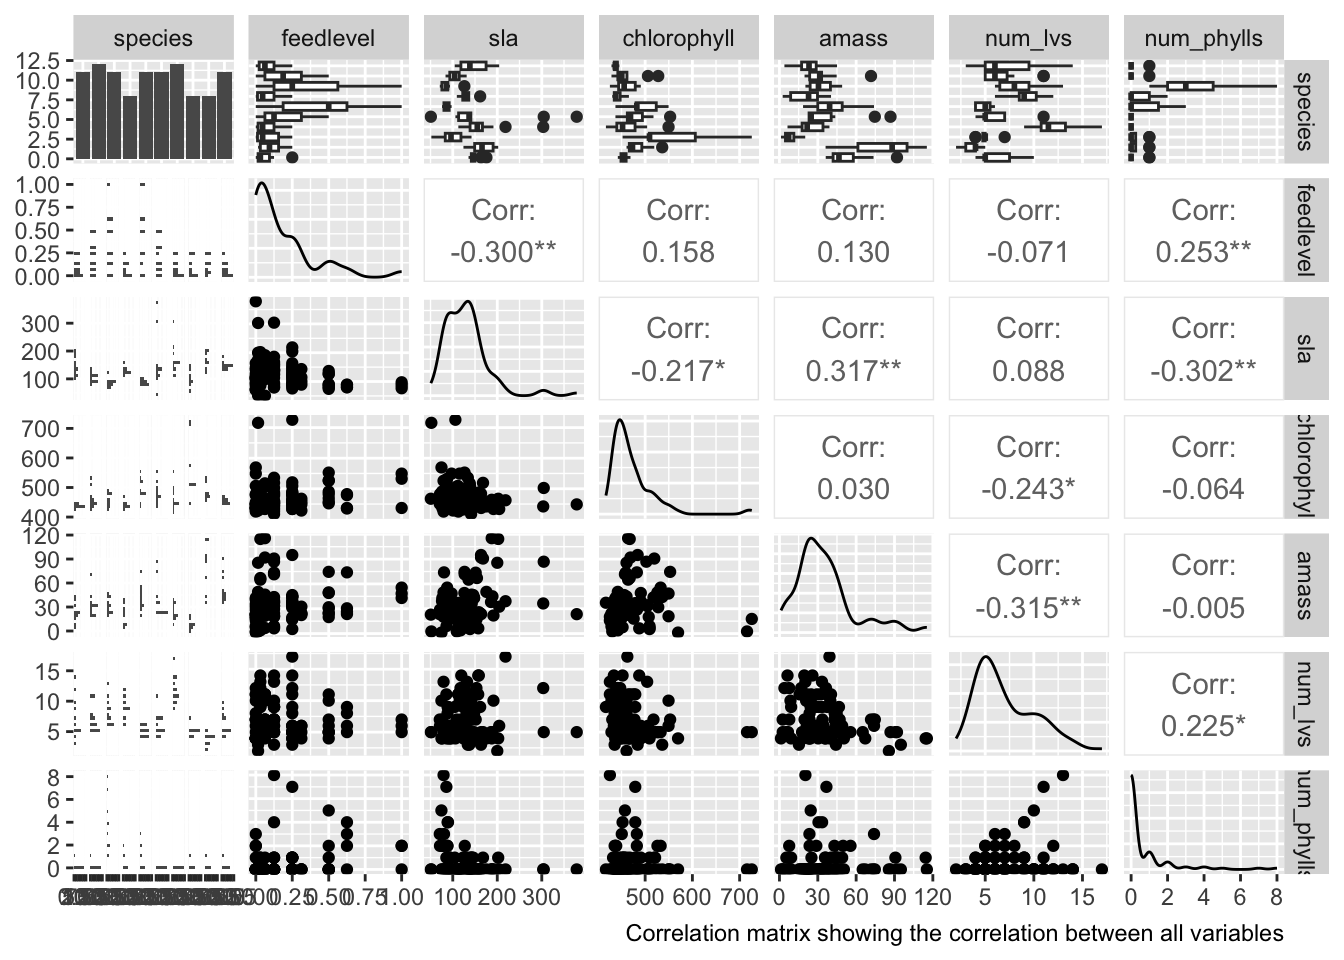 species feedlevel sla chlorophyll amass num_lvs num_phylls
12.5
10.0
7.5
5.0
2.5
0.0
species
1.00
0.75
0.50
0.25
0.00
Corr: Corr: Corr: Corr: Corr:
-0.300** 0.158 0.130 -0.071 0.253**
feedlevel
300
200
100
Corr: Corr: Corr: Corr:
-0.217* 0.317** 0.088 -0.302**
sla
700
600
500
400
Corr: Corr: Corr:
0.030 -0.243* -0.064
chlorophyl
120
90
60
30
0
Corr: Corr:
-0.315** -0.005
amass
15
10
5
Corr:
0.225*
num_lvs
8
6
4
2
0
num_phylls
0.25 0.50 0.75 1.00 100 200 300 500 600 700 0 30 60 90 120 5 10 15 0 2 4 6 8
Correlation matrix showing the correlation between all variables